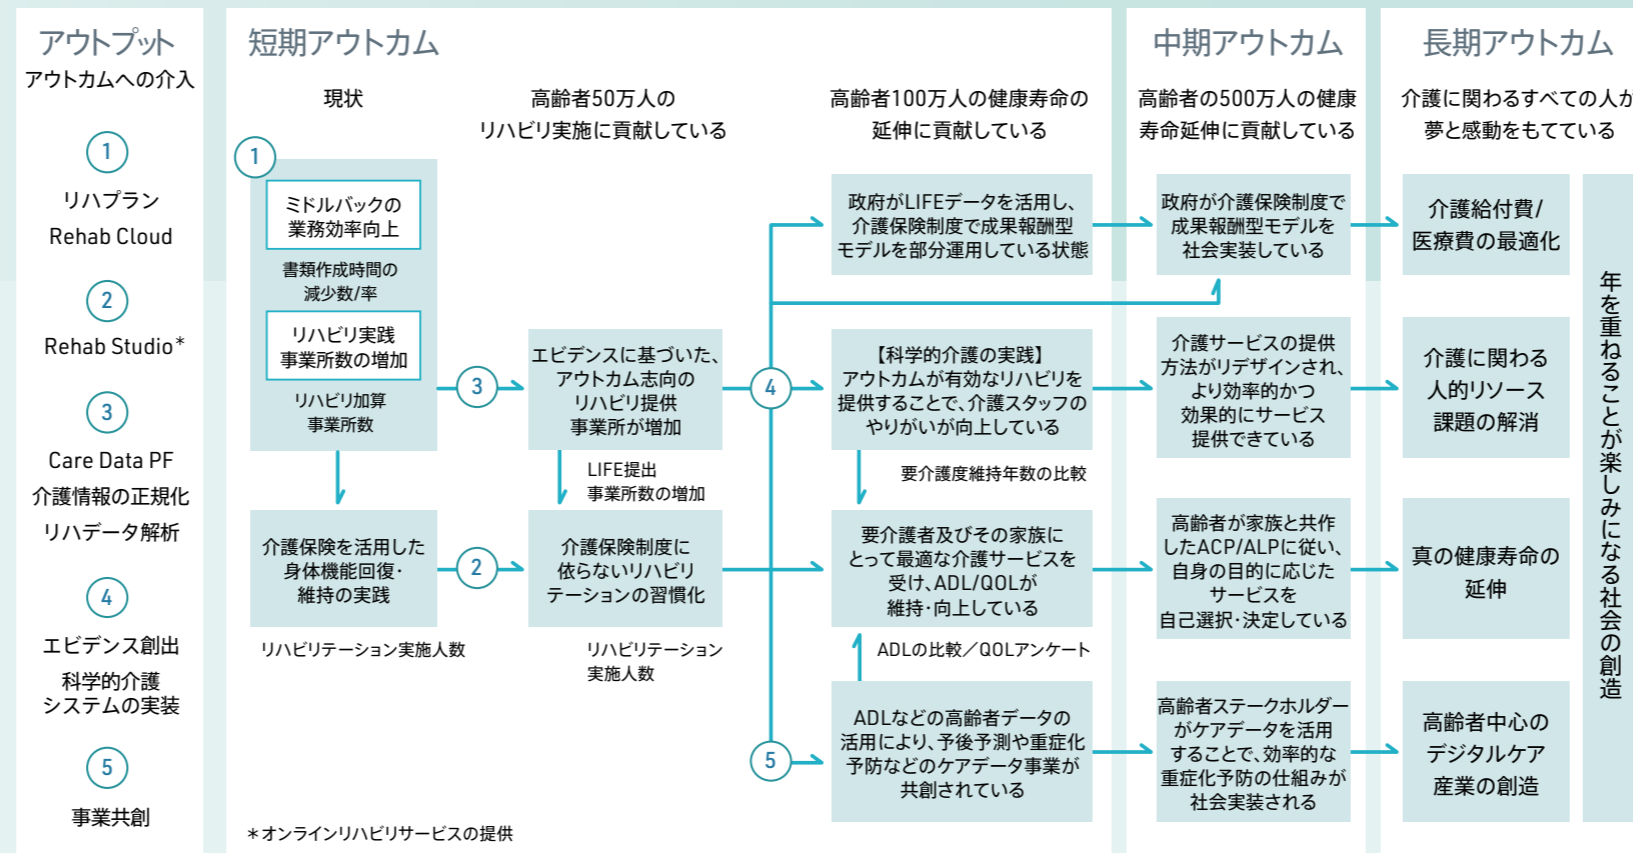 アウトプット
アウトカムへの介入
1
リハプラン
Rehab Cloud
2
Rehab Studio*
3
Care Data PF
介護情報の正規化
リハデータ解析
4
エビデンス創出
科学的介護
システムの実装
5
事業共創
短期アウトカム
現状
1
ミドルバックの
業務効率向上
書類作成時間の
減少数/率
リハビリ実践
事業所数の増加
リハビリ加算
事業所数
介護保険を活用した
身体機能回復・
維持の実践
リハビリテーション実施人数
3
2
高齢者50万人の
リハビリ実施に貢献している
エビデンスに基づいた、
アウトカム志向の
リハビリ提供
事業所が増加
LIFE提出
事業所数の増加
介護保険制度に
依らないリハビリ
テーションの習慣化
リハビリテーション
実施人数
4
5
高齢者100万人の健康寿命の
延伸に貢献している
政府がLIFEデータを活用し、
介護保険制度で成果報酬型
モデルを部分運用している状態
【科学的介護の実践】
アウトカムが有効なリハビリを
提供することで、介護スタッフの
やりがいが向上している
要介護度維持年数の比較
要介護者及びその家族に
とって最適な介護サービスを
受け、ADL/QOLが
維持・向上している
ADLの比較／QOLアンケート
ADLなどの高齢者データの
活用により、予後予測や重症化
予防などのケアデータ事業が
共創されている
*オンラインリハビリサービスの提供
中期アウトカム
高齢者の500万人の健康
寿命延伸に貢献している
政府が介護保険制度で
成果報酬型モデルを
社会実装している
介護サービスの提供
方法がリデザインされ、
より効率的かつ
効果的にサービス
提供できている
高齢者が家族と共作
したACP/ALPに従い、
自身の目的に応じた
サービスを
自己選択・決定している
高齢者ステークホルダー
がケアデータを活用
することで、効率的な
重症化予防の仕組みが
社会実装される
長期アウトカム
介護に関わるすべての人が
夢と感動をもてている
介護給付費/
医療費の最適化
介護に関わる
人的リソース
課題の解消
真の健康寿命の
延伸
高齢者中心の
デジタルケア
産業の創造
年を重ねることが楽しみになる社会の創造